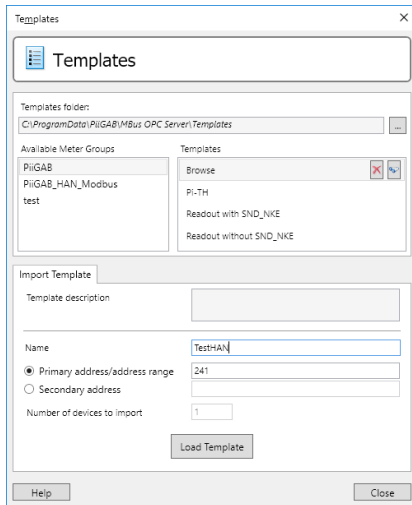 Templates
Templates
Templates folder:
C:\ProgramData\PiiGAB\MBus OPC Server\Templates
...
Available Meter Groups
Templates
PiiGAB
PiiGAB_HAN_Modbus
test
Browse
Pi-TH
Readout with SND_NKE
Readout without SND_NKE
Import Template
Template description
Name
TestHAN
Primary address/address range
241
Secondary address
Number of devices to import
1
Load Template
Help
Close